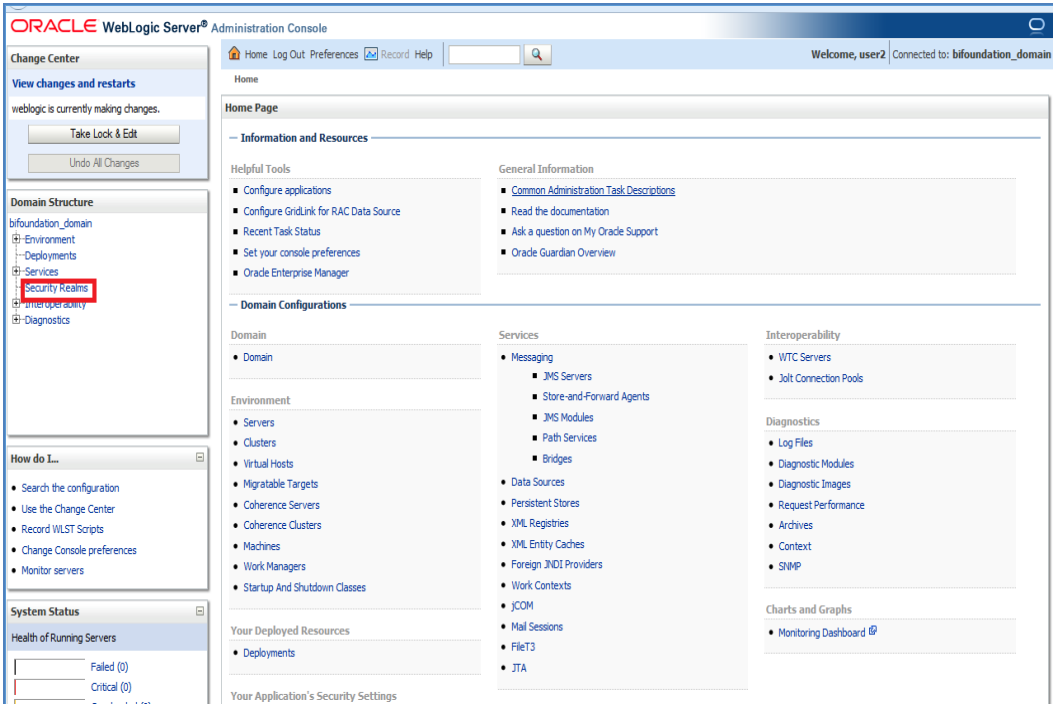 ORACLE WebLogic Server® Administration Console
Change Center
View changes and restarts
weblogic is currently making changes.
Take Lock & Edit
Undo All Changes
Domain Structure
bifoundation_domain
Environment
Deployments
Services
Security Realms
Interoperability
Diagnostics
How do I...
Search the configuration
Use the Change Center
Record WLST Scripts
Change Console preferences
Monitor servers
System Status
Health of Running Servers
Failed (0)
Critical (0)
Home Log Out Preferences Record Help
Welcome, user2 Connected to: bifoundation_domain
Home
Home Page
Information and Resources
Helpful Tools
Configure applications
Configure GridLink for RAC Data Source
Recent Task Status
Set your console preferences
Oracle Enterprise Manager
General Information
Common Administration Task Descriptions
Read the documentation
Ask a question on My Oracle Support
Oracle Guardian Overview
Domain Configurations
Domain
Domain
Environment
Servers
Clusters
Virtual Hosts
Migratable Targets
Coherence Servers
Coherence Clusters
Machines
Work Managers
Startup And Shutdown Classes
Your Deployed Resources
Deployments
Your Application's Security Settings
Services
Messaging
JMS Servers
Store-and-Forward Agents
JMS Modules
Path Services
Bridges
Data Sources
Persistent Stores
XML Registries
XML Entity Caches
Foreign JNDI Providers
Work Contexts
jCOM
Mail Sessions
FileT3
JTA
Interoperability
WTC Servers
Jolt Connection Pools
Diagnostics
Log Files
Diagnostic Modules
Diagnostic Images
Request Performance
Archives
Context
SNMP
Charts and Graphs
Monitoring Dashboard